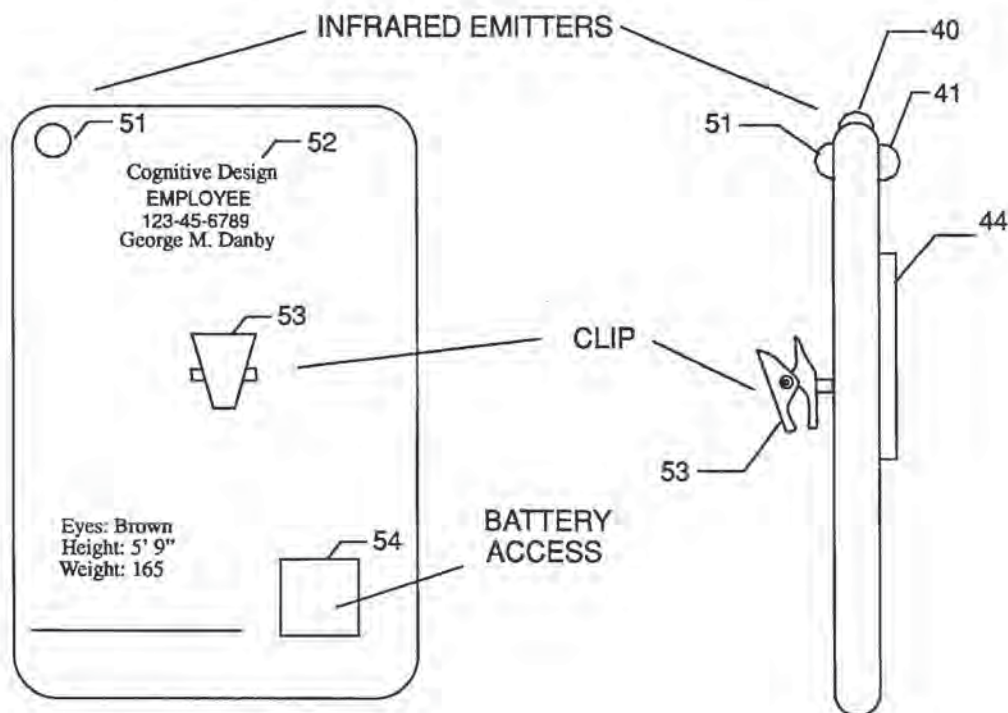 INFRARED EMITTERS
40
41
51
51
52
Cognitive Design
EMPLOYEE
123-45-6789
George M. Danby
44
53
CLIP
53
Eyes: Brown
Height: 5' 9"
Weight: 165
54
BATTERY
ACCESS